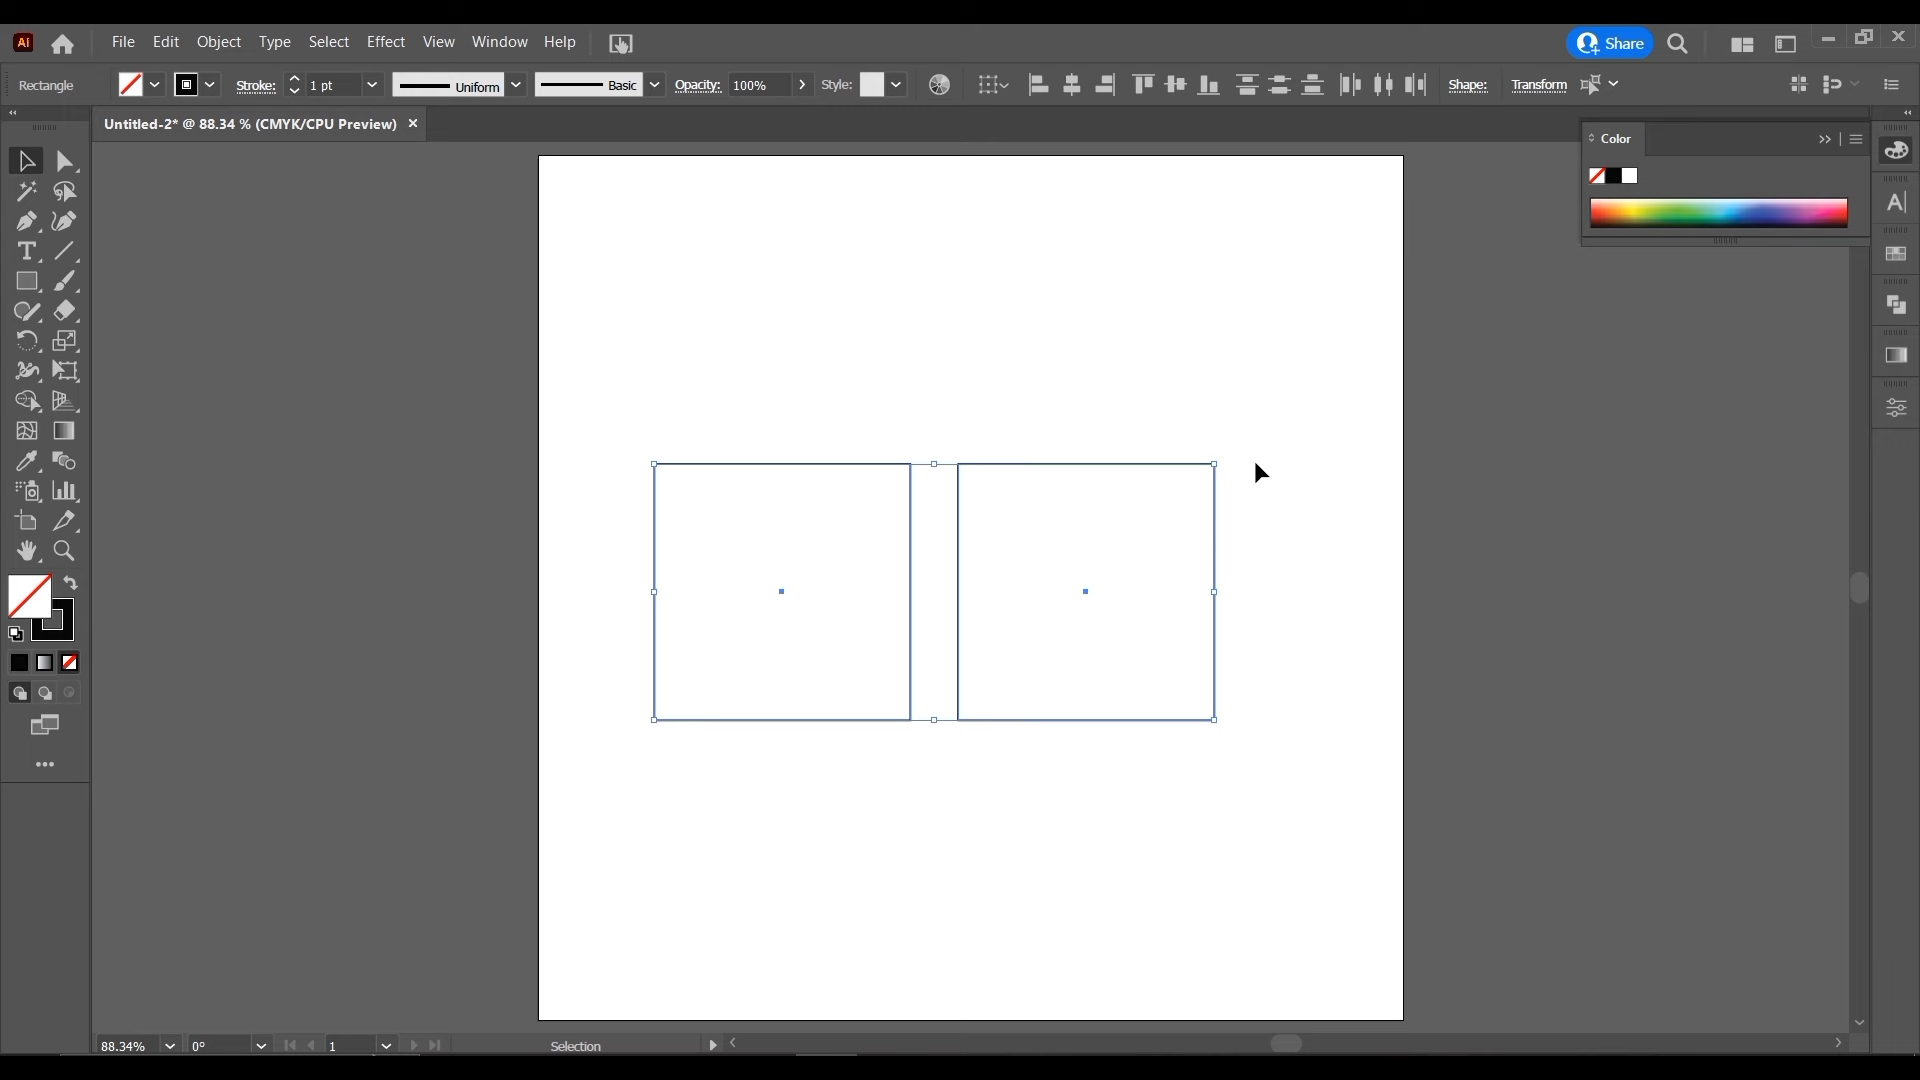 Ai File Edit Object Type Select Effect View Window Help Share
Rectangle Stroke: 1 pt Uniform Basic Opacity: 100% Style: Shape: Transform
Untitled-2* @ 88.34 % (CMYK/CPU Preview)
Color
88.34% 0° 1 Selection